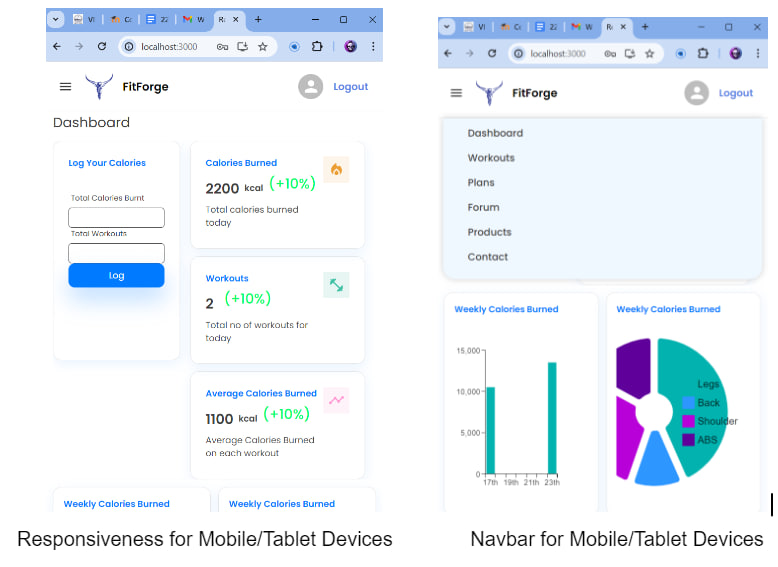 VI
Co
22
W
Re
localhost:3000
FitForge
Logout
Dashboard
Log Your Calories
Total Calories Burnt
Total Workouts
Log
Calories Burned
2200 kcal (+10%)
Total calories burned
today
Workouts
2 (+10%)
Total no of workouts for
today
Average Calories Burned
1100 kcal (+10%)
Average Calories Burned
on each workout
Weekly Calories Burned
Weekly Calories Burned
Responsiveness for Mobile/Tablet Devices
VI
Co
22
W
Re
localhost:3000
FitForge
Logout
Dashboard
Workouts
Plans
Forum
Products
Contact
Weekly Calories Burned
15,000
10,000
5,000
0
17th 19th 21th 23th
Weekly Calories Burned
Legs
Back
Shoulder
ABS
Navbar for Mobile/Tablet Devices